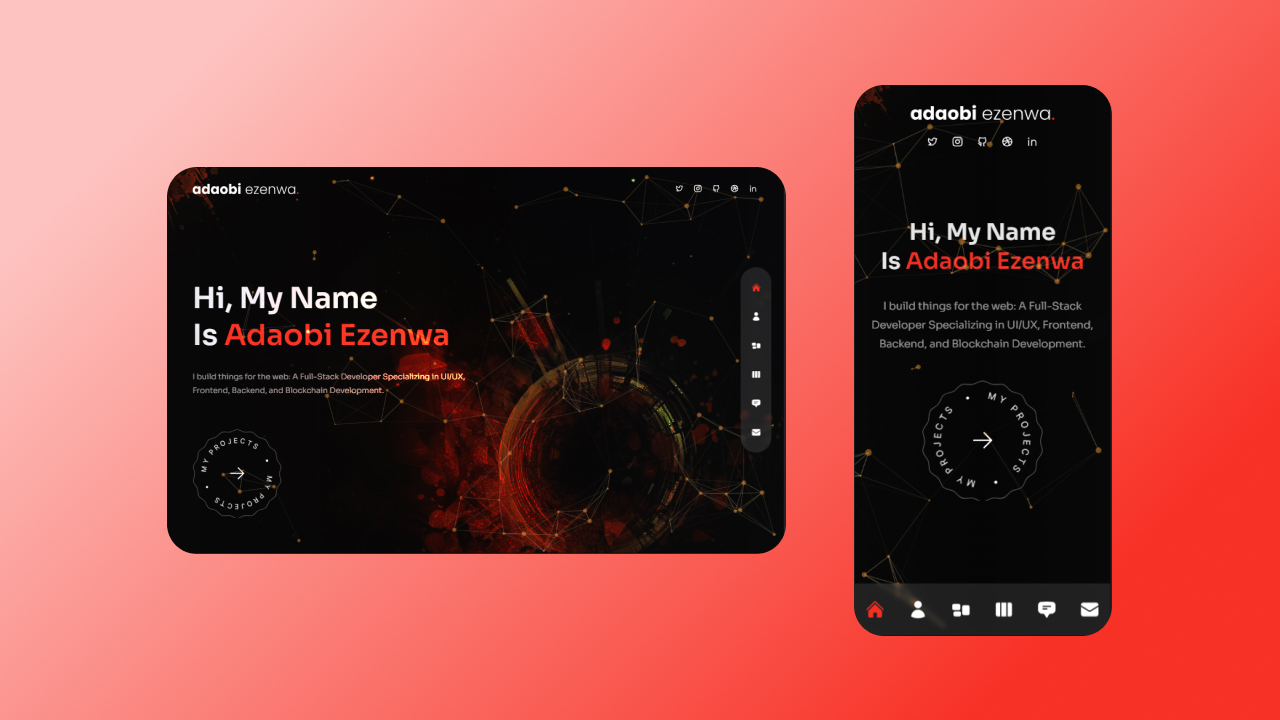 adaobi ezenwa.
Hi, My Name
Is Adaobi Ezenwa
I build things for the web: A Full-Stack Developer Specializing in UI/UX,
Frontend, Backend, and Blockchain Development.
MY PROJECTS • MY PROJECTS •
adaobi ezenwa.
in
Hi, My Name
Is Adaobi Ezenwa
I build things for the web: A Full-Stack
Developer Specializing in UI/UX, Frontend,
Backend, and Blockchain Development.
MY PROJECTS • MY PROJECTS •